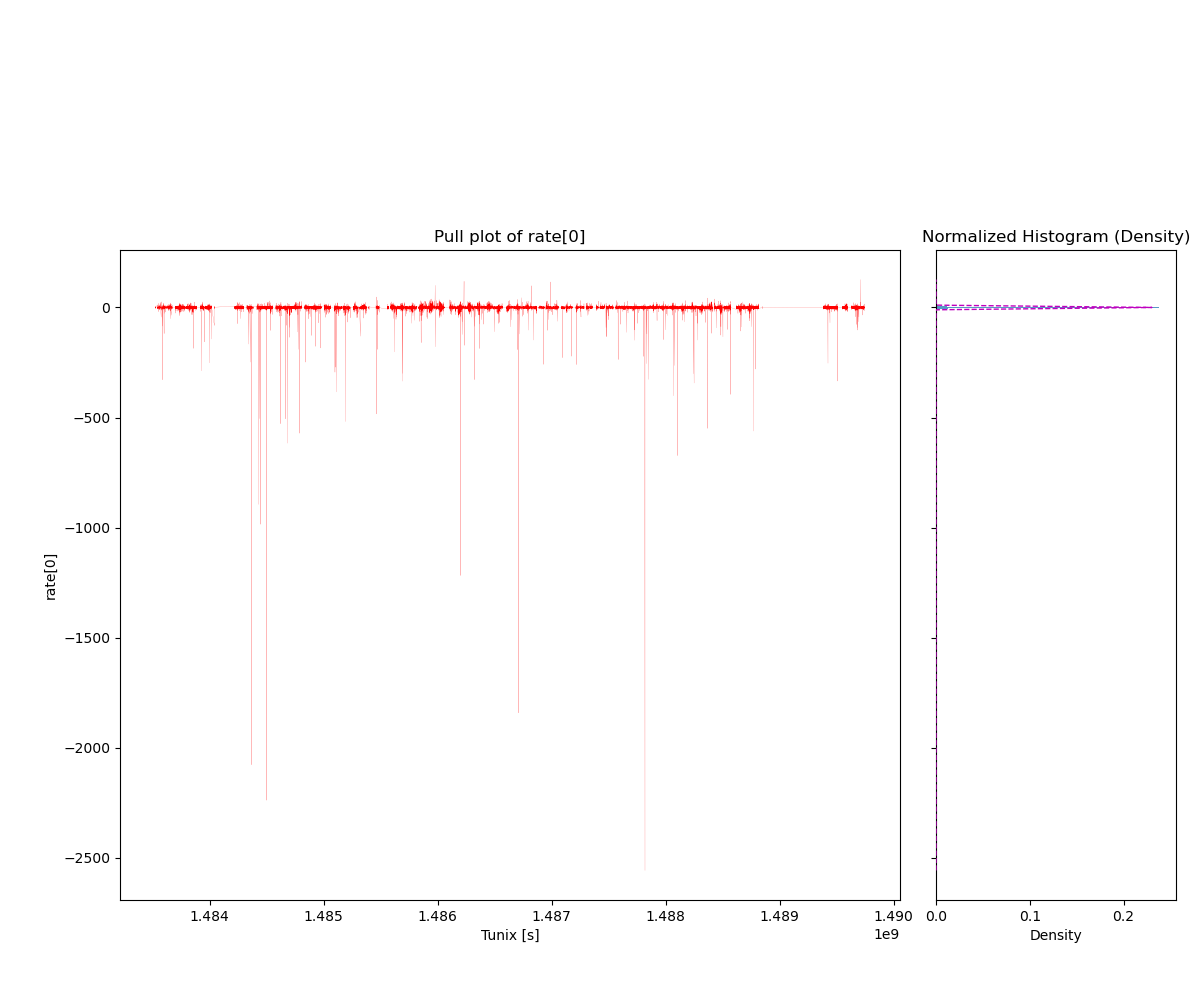 Pull plot of rate[0]
Normalized Histogram (Density)
0
−500
−1000
−1500
−2000
−2500
rate[0]
1.484 1.485 1.486 1.487 1.488 1.489 1.490
1e9
Tunix [s]
0.0 0.1 0.2
Density